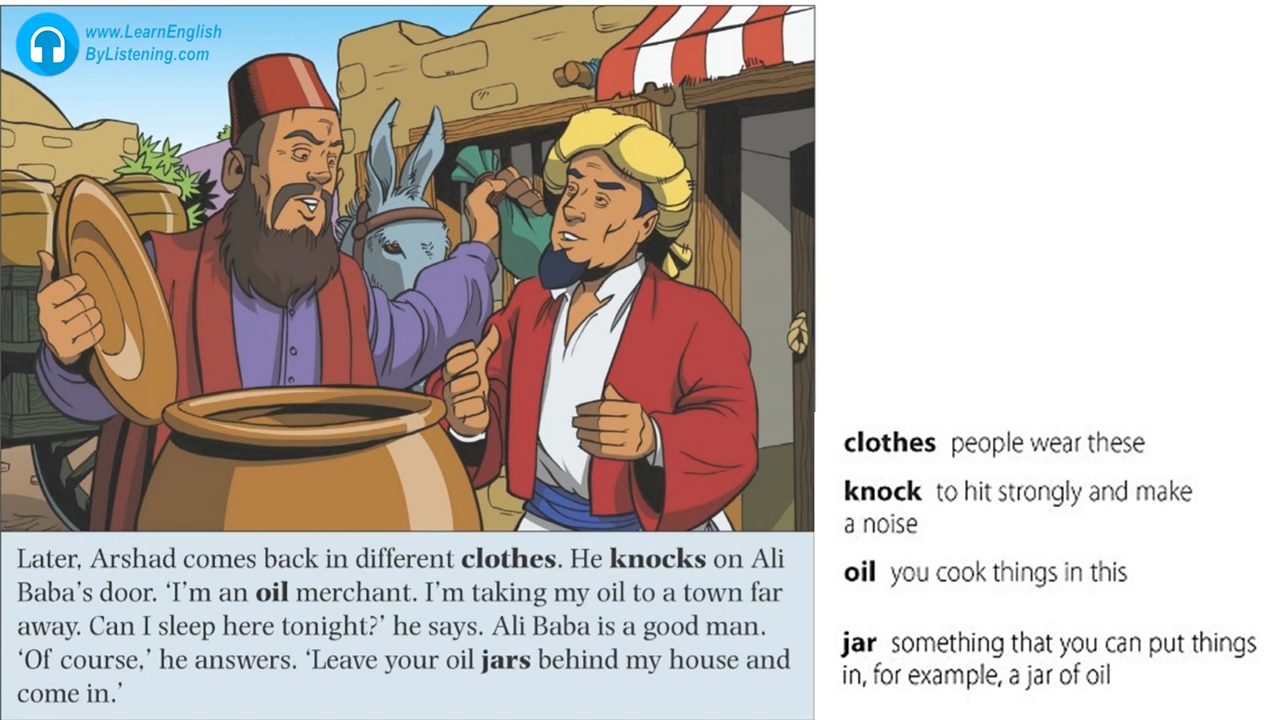 www.LearnEnglish
ByListening.com
Later, Arshad comes back in different clothes. He knocks on Ali
Baba's door. 'I'm an oil merchant. I'm taking my oil to a town far
away. Can I sleep here tonight?' he says. Ali Baba is a good man.
'Of course,' he answers. 'Leave your oil jars behind my house and
come in.'
clothes people wear these
knock to hit strongly and make
a noise
oil you cook things in this
jar something that you can put things
in, for example, a jar of oil